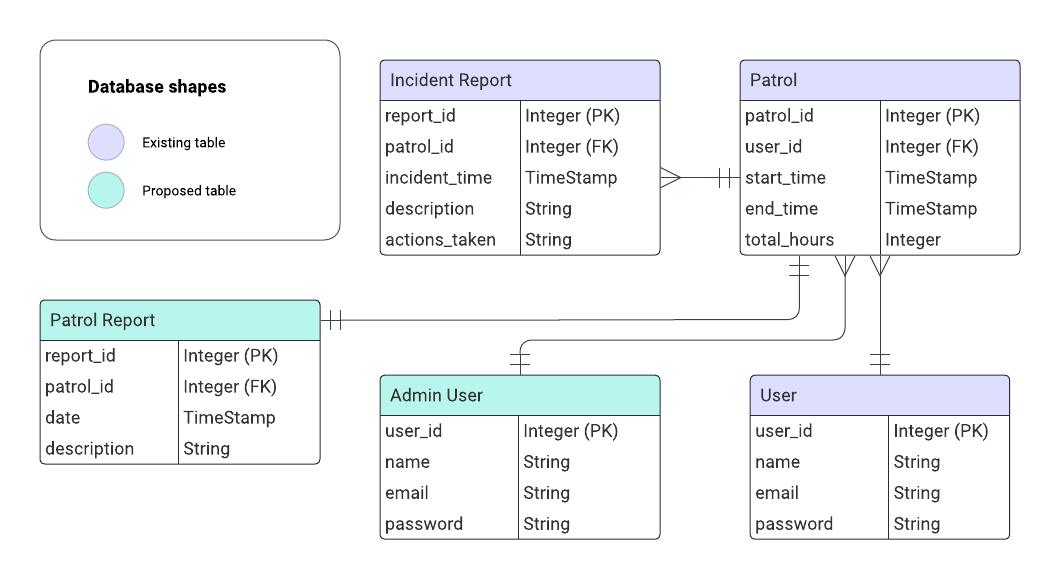 Database shapes
Existing table
Proposed table
Incident Report
report_id Integer (PK)
patrol_id Integer (FK)
incident_time TimeStamp
description String
actions_taken String
Patrol
patrol_id Integer (PK)
user_id Integer (FK)
start_time TimeStamp
end_time TimeStamp
total_hours Integer
Patrol Report
report_id Integer (PK)
patrol_id Integer (FK)
date TimeStamp
description String
Admin User
user_id Integer (PK)
name String
email String
password String
User
user_id Integer (PK)
name String
email String
password String